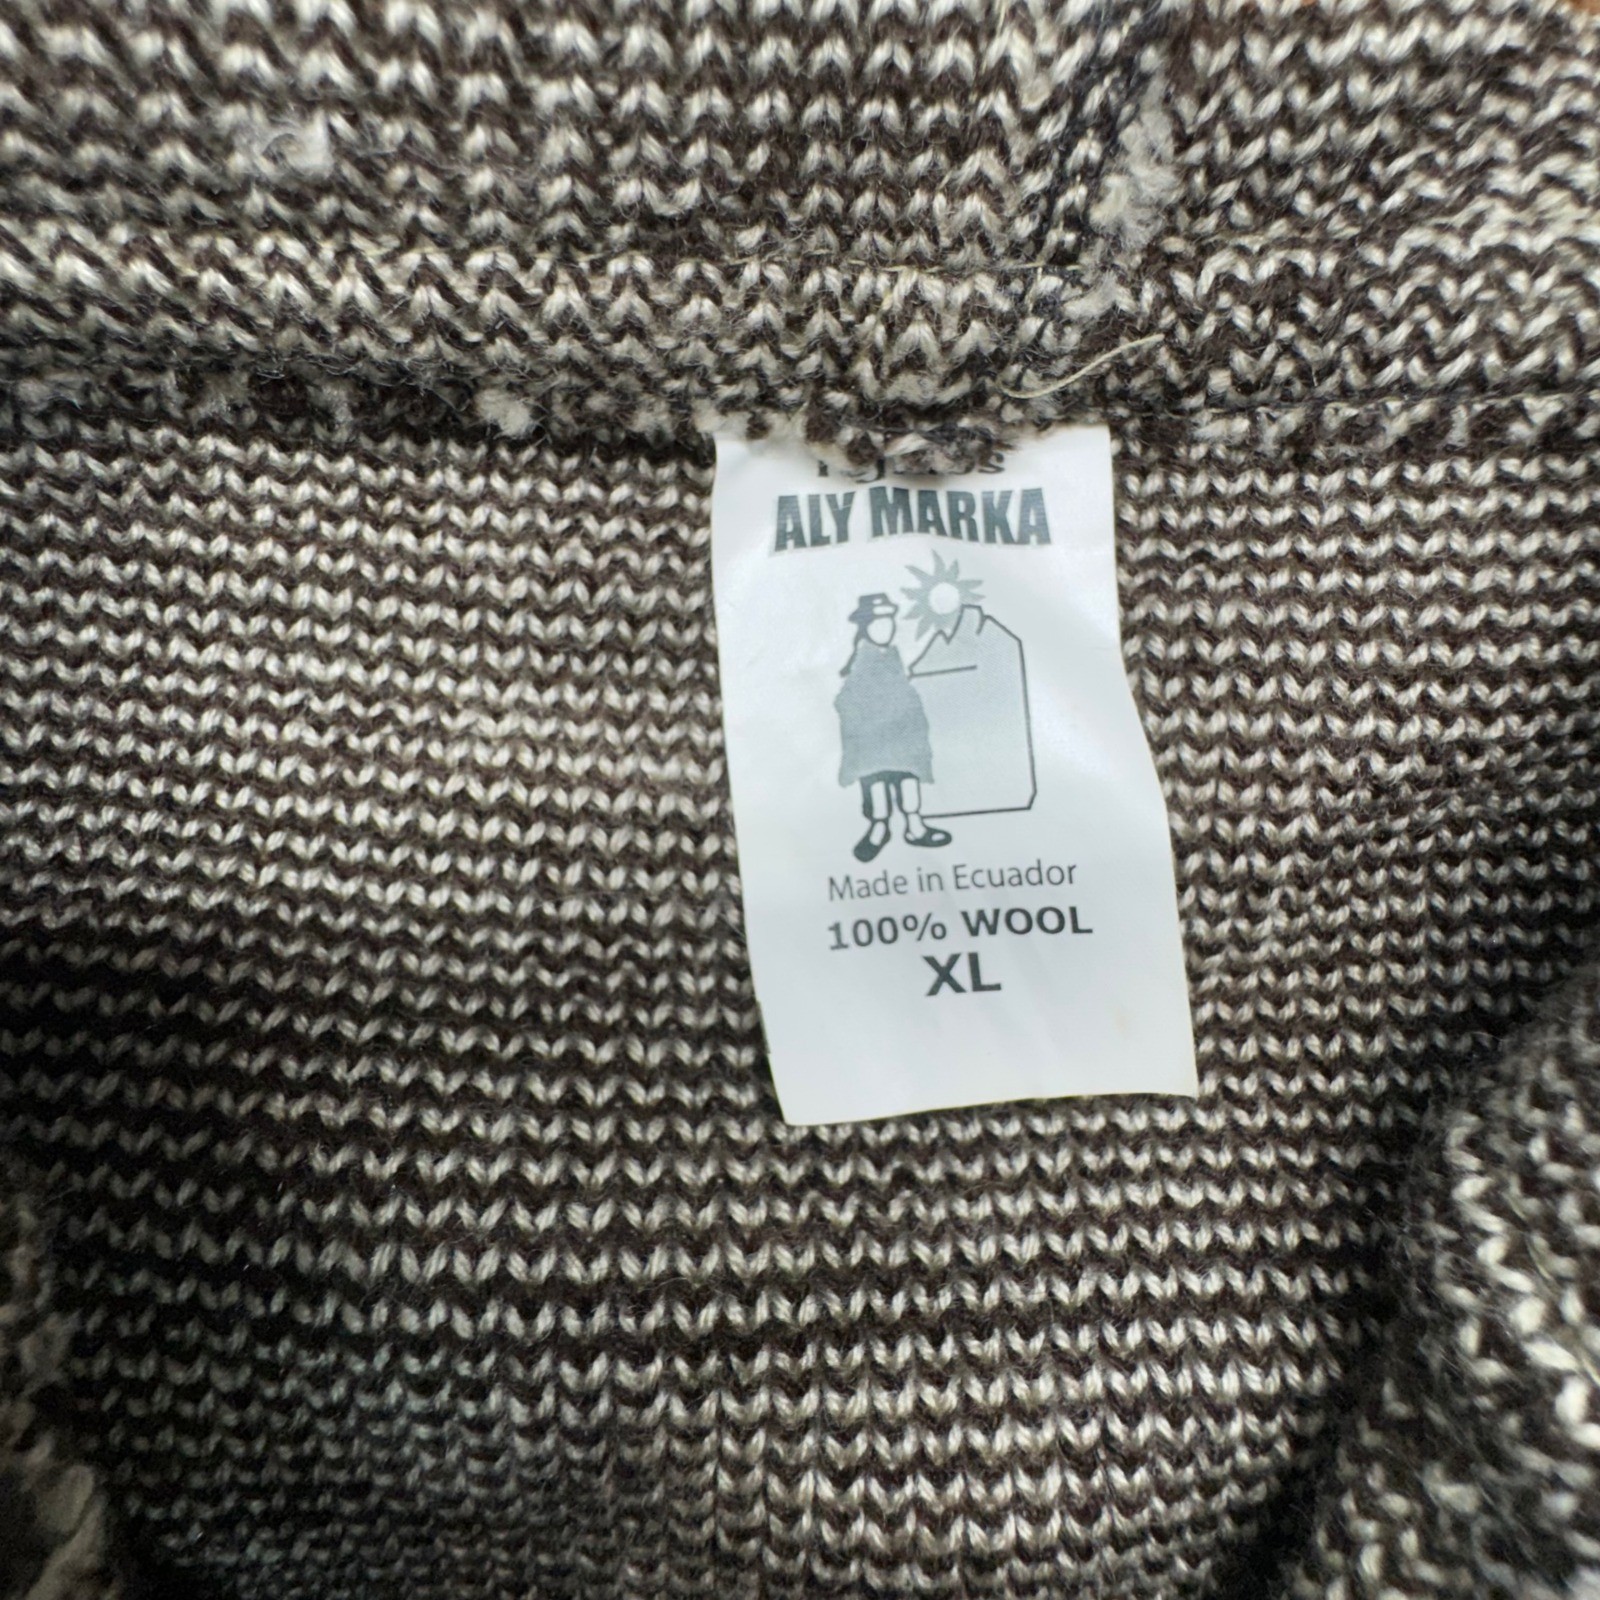 ALY MARKA
Made in Ecuador
100% WOOL
XL